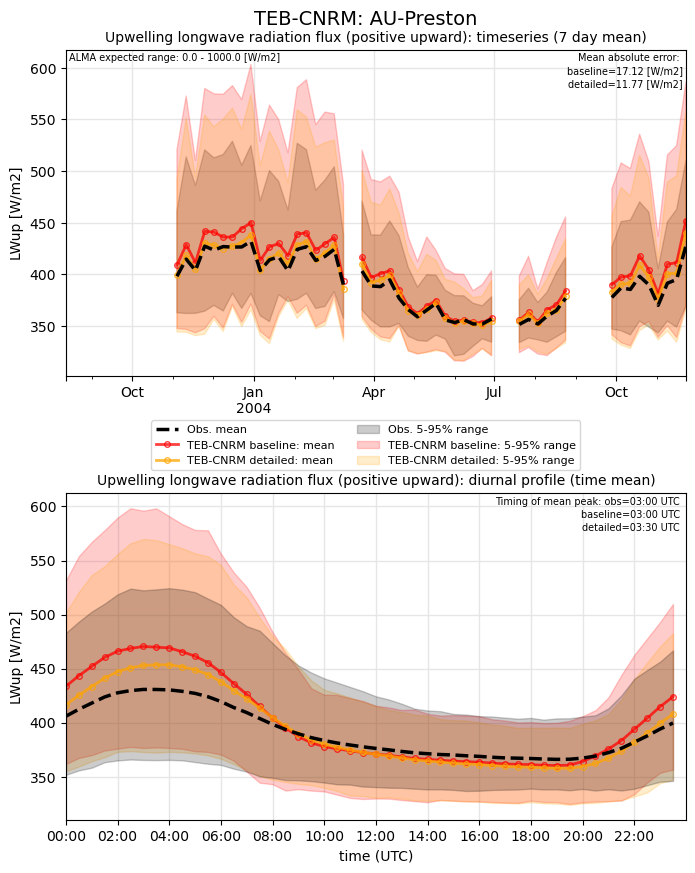 TEB-CNRM: AU-Preston
Upwelling longwave radiation flux (positive upward): timeseries (7 day mean)
ALMA expected range: 0.0 - 1000.0 [W/m2]
Mean absolute error:
baseline=17.12 [W/m2]
detailed=11.77 [W/m2]
LWup [W/m2]
600
550
500
450
400
350
Oct
Jan
2004
Apr
Jul
Oct
Obs. mean
TEB-CNRM baseline: mean
TEB-CNRM detailed: mean
Obs. 5-95% range
TEB-CNRM baseline: 5-95% range
TEB-CNRM detailed: 5-95% range
Upwelling longwave radiation flux (positive upward): diurnal profile (time mean)
Timing of mean peak: obs=03:00 UTC
baseline=03:00 UTC
detailed=03:30 UTC
LWup [W/m2]
600
550
500
450
400
350
00:00 02:00 04:00 06:00 08:00 10:00 12:00 14:00 16:00 18:00 20:00 22:00
time (UTC)